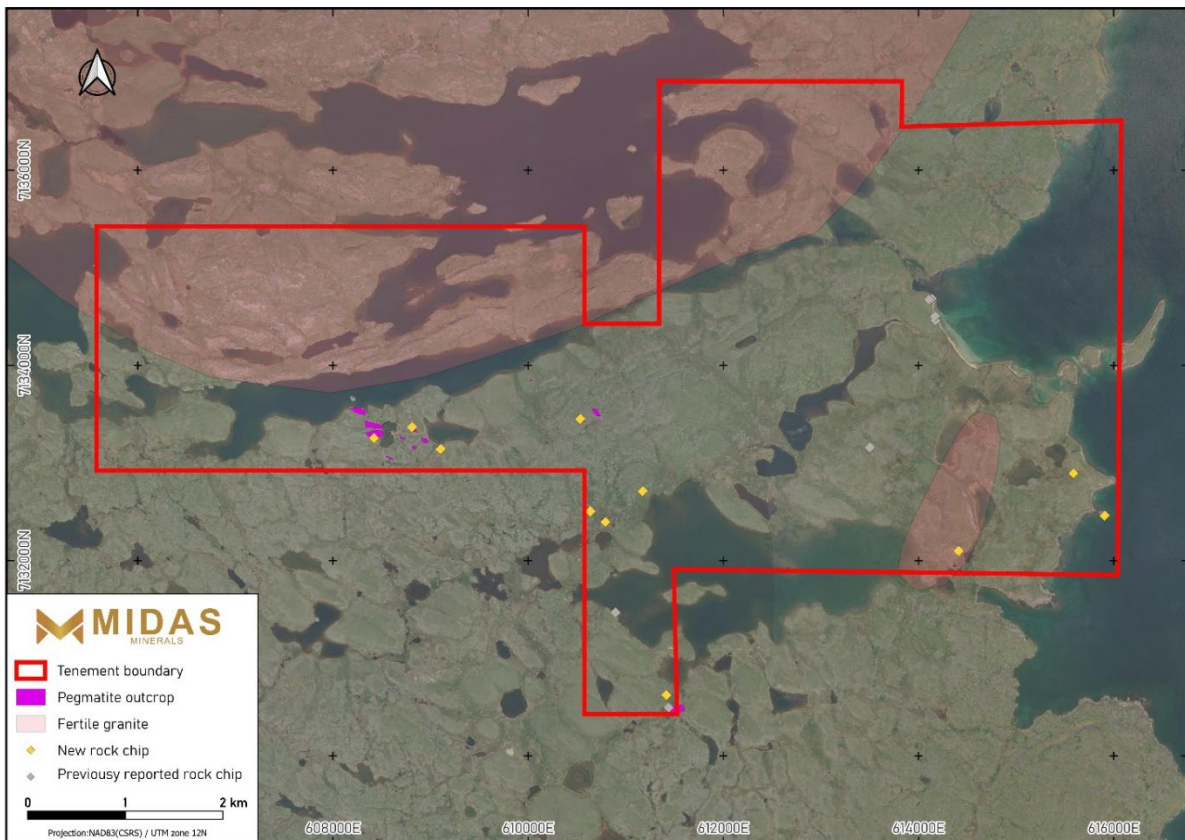 7136000N
7134000N
7132000N
MIDAS
MINERALS
Tenement boundary
Pegmatite outcrop
Fertile granite
New rock chip
Previousy reported rock chip
0 1 2 km
Projection:NAD83(CSRS) / UTM zone 12N
608000E 610000E 612000E 614000E 616000E